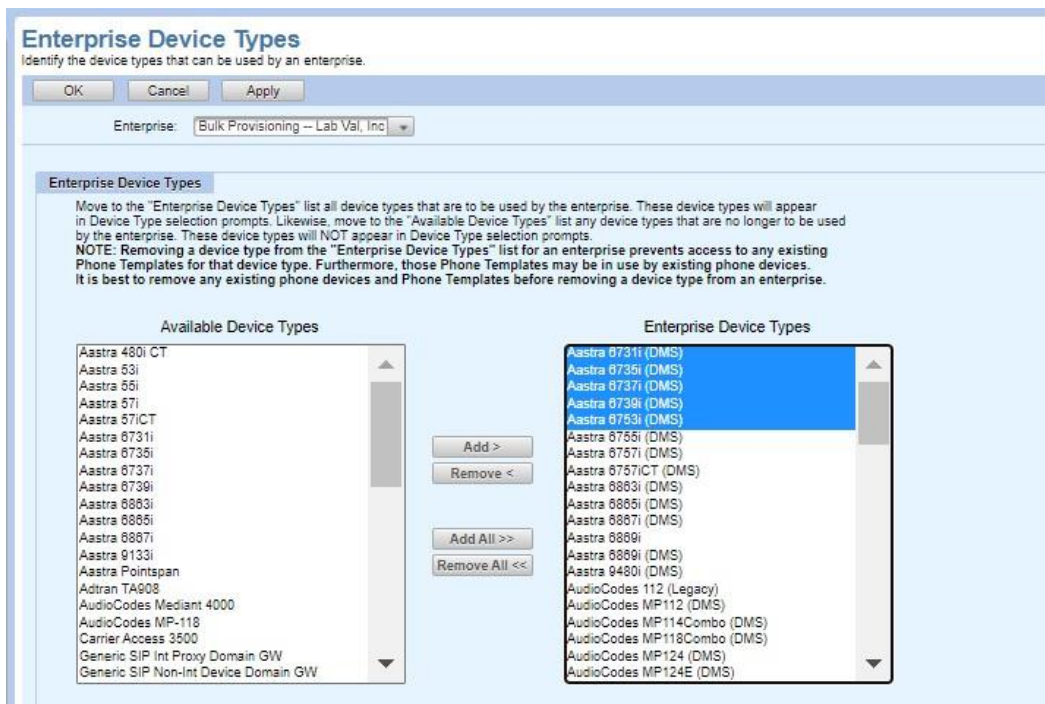 Enterprise Device Types
Identify the device types that can be used by an enterprise.
OK Cancel Apply
Enterprise: Bulk Provisioning -- Lab Val, Inc
Enterprise Device Types
Move to the "Enterprise Device Types" list all device types that are to be used by the enterprise. These device types will appear
in Device Type selection prompts. Likewise, move to the "Available Device Types" list any device types that are no longer to be used
by the enterprise. These device types will NOT appear in Device Type selection prompts.
NOTE: Removing a device type from the "Enterprise Device Types" list for an enterprise prevents access to any existing
Phone Templates for that device type. Furthermore, those Phone Templates may be in use by existing phone devices.
It is best to remove any existing phone devices and Phone Templates before removing a device type from an enterprise.
Available Device Types
Aastra 480i CT
Aastra 53i
Aastra 55i
Aastra 57i
Aastra 57iCT
Aastra 6731i
Aastra 6735i
Aastra 6737i
Aastra 6739i
Aastra 6863i
Aastra 6865i
Aastra 6867i
Aastra 9133i
Aastra Pointspan
Adtran TA908
AudioCodes Mediant 4000
AudioCodes MP-118
Carrier Access 3500
Generic SIP Int Proxy Domain GW
Generic SIP Non-Int Device Domain GW
Add >
Remove <
Add All >>
Remove All <<
Enterprise Device Types
Aastra 6731i (DMS)
Aastra 6735i (DMS)
Aastra 6737i (DMS)
Aastra 6739i (DMS)
Aastra 6753i (DMS)
Aastra 6755i (DMS)
Aastra 6757i (DMS)
Aastra 6757iCT (DMS)
Aastra 6863i (DMS)
Aastra 6865i (DMS)
Aastra 6867i (DMS)
Aastra 6869i
Aastra 6869i (DMS)
Aastra 9480i (DMS)
AudioCodes 112 (Legacy)
AudioCodes MP112 (DMS)
AudioCodes MP114Combo (DMS)
AudioCodes MP118Combo (DMS)
AudioCodes MP124 (DMS)
AudioCodes MP124E (DMS)